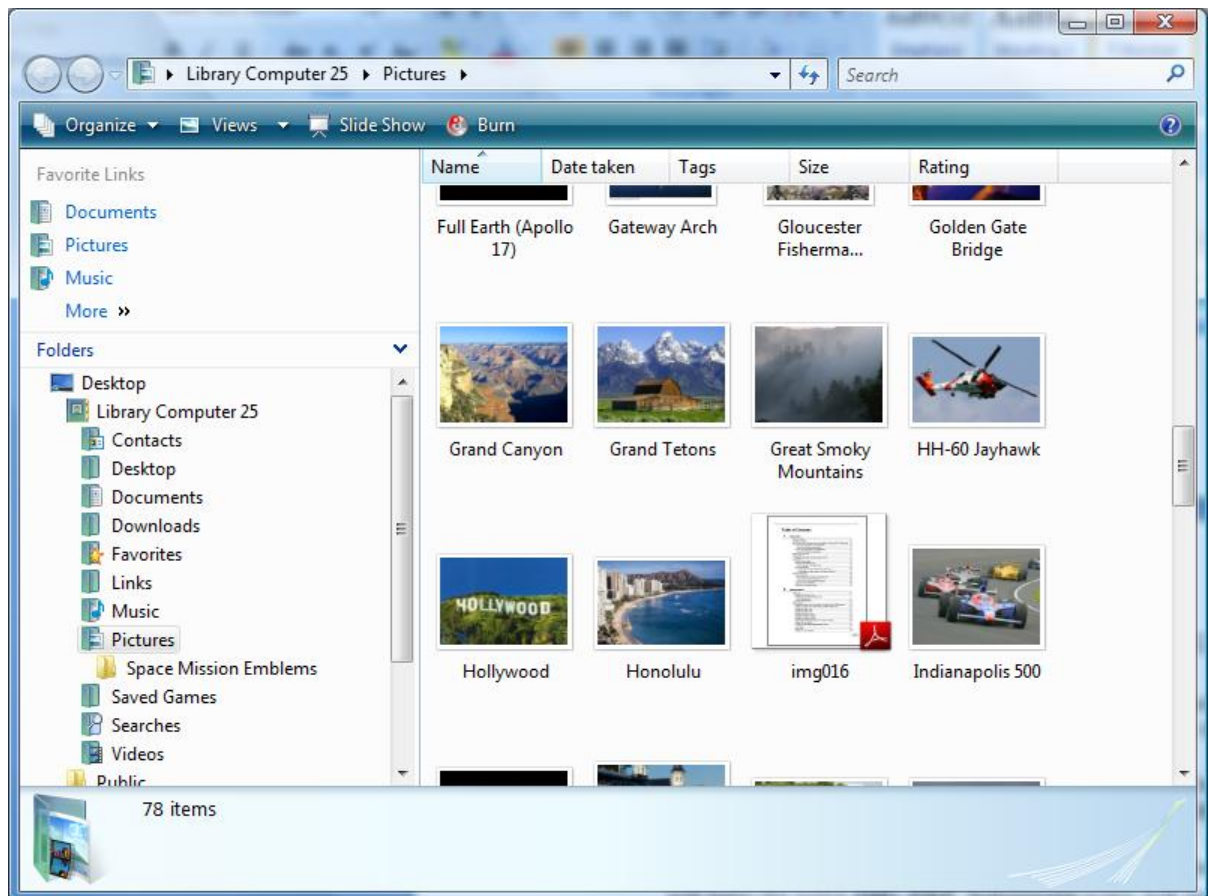 Library Computer 25 Pictures
Search
Organize Views Slide Show Burn
Favorite Links
Documents
Pictures
Music
More »
Folders
Desktop
Library Computer 25
Contacts
Desktop
Documents
Downloads
Favorites
Links
Music
Pictures
Space Mission Emblems
Saved Games
Searches
Videos
Public
Name Date taken Tags Size Rating
Full Earth (Apollo
17)
Gateway Arch
Gloucester
Fisherma...
Golden Gate
Bridge
Grand Canyon
Grand Tetons
Great Smoky
Mountains
HH-60 Jayhawk
HOLLYWOOD
Hollywood
Honolulu
Table of Contents
img016
Indianapolis 500
78 items